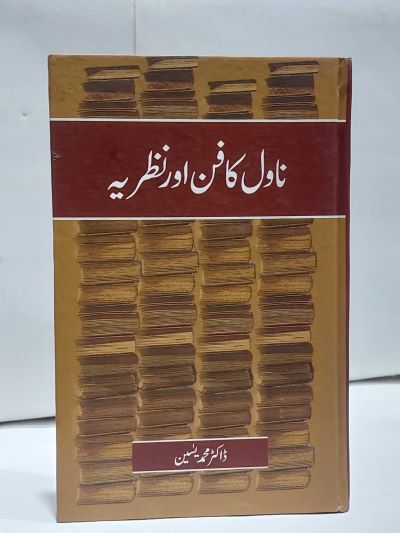 ناول کا فن اور نظریہ
ڈاکٹر محمد یٰسین